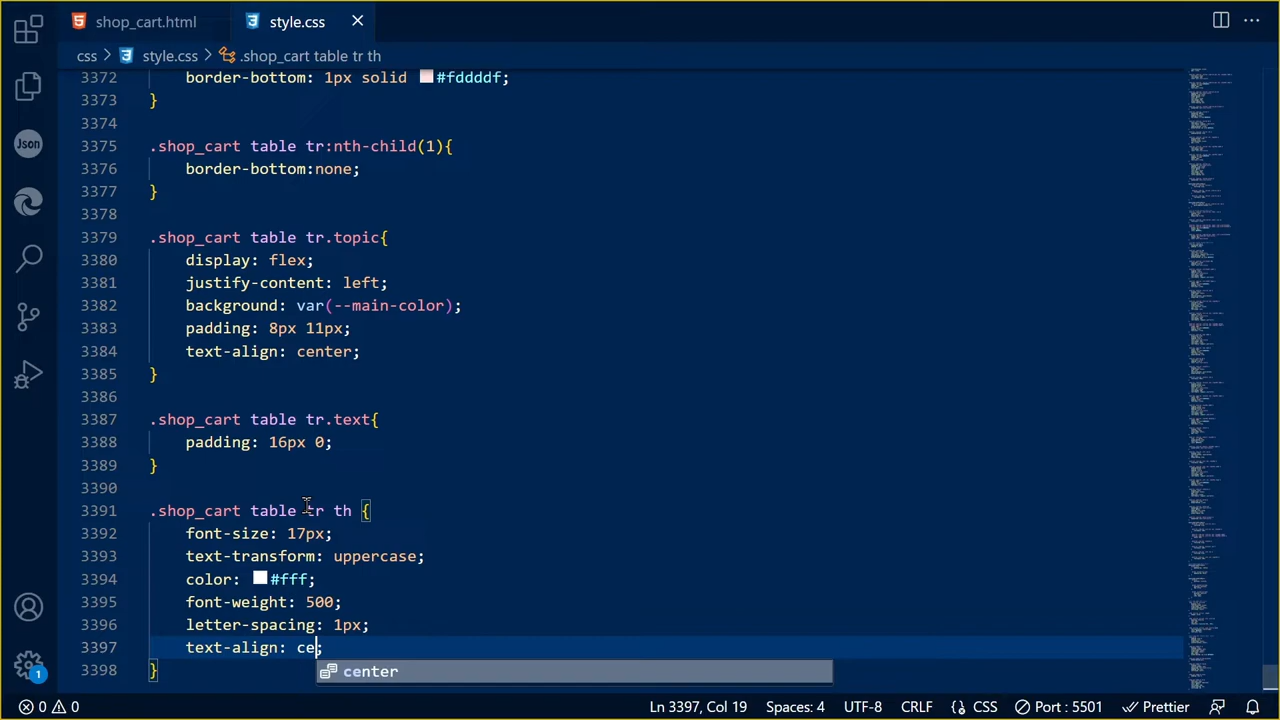 shop_cart.html style.css
css style.css .shop_cart table tr th
3372 border-bottom: 1px solid #fddddf;
3373 }
3374
3375 .shop_cart table tr:nth-child(1){
3376 border-bottom:none;
3377 }
3378
3379 .shop_cart table tr.topic{
3380 display: flex;
3381 justify-content: left;
3382 background: var(--main-color);
3383 padding: 8px 11px;
3384 text-align: center;
3385 }
3386
3387 .shop_cart table tr.text{
3388 padding: 16px 0;
3389 }
3390
3391 .shop_cart table tr th {
3392 font-size: 17px;
3393 text-transform: uppercase;
3394 color: #fff;
3395 font-weight: 500;
3396 letter-spacing: 1px;
3397 text-align: ce;
center
3398 }
Json
1
0 0 Ln 3397, Col 19 Spaces: 4 UTF-8 CRLF {} CSS Port : 5501 Prettier